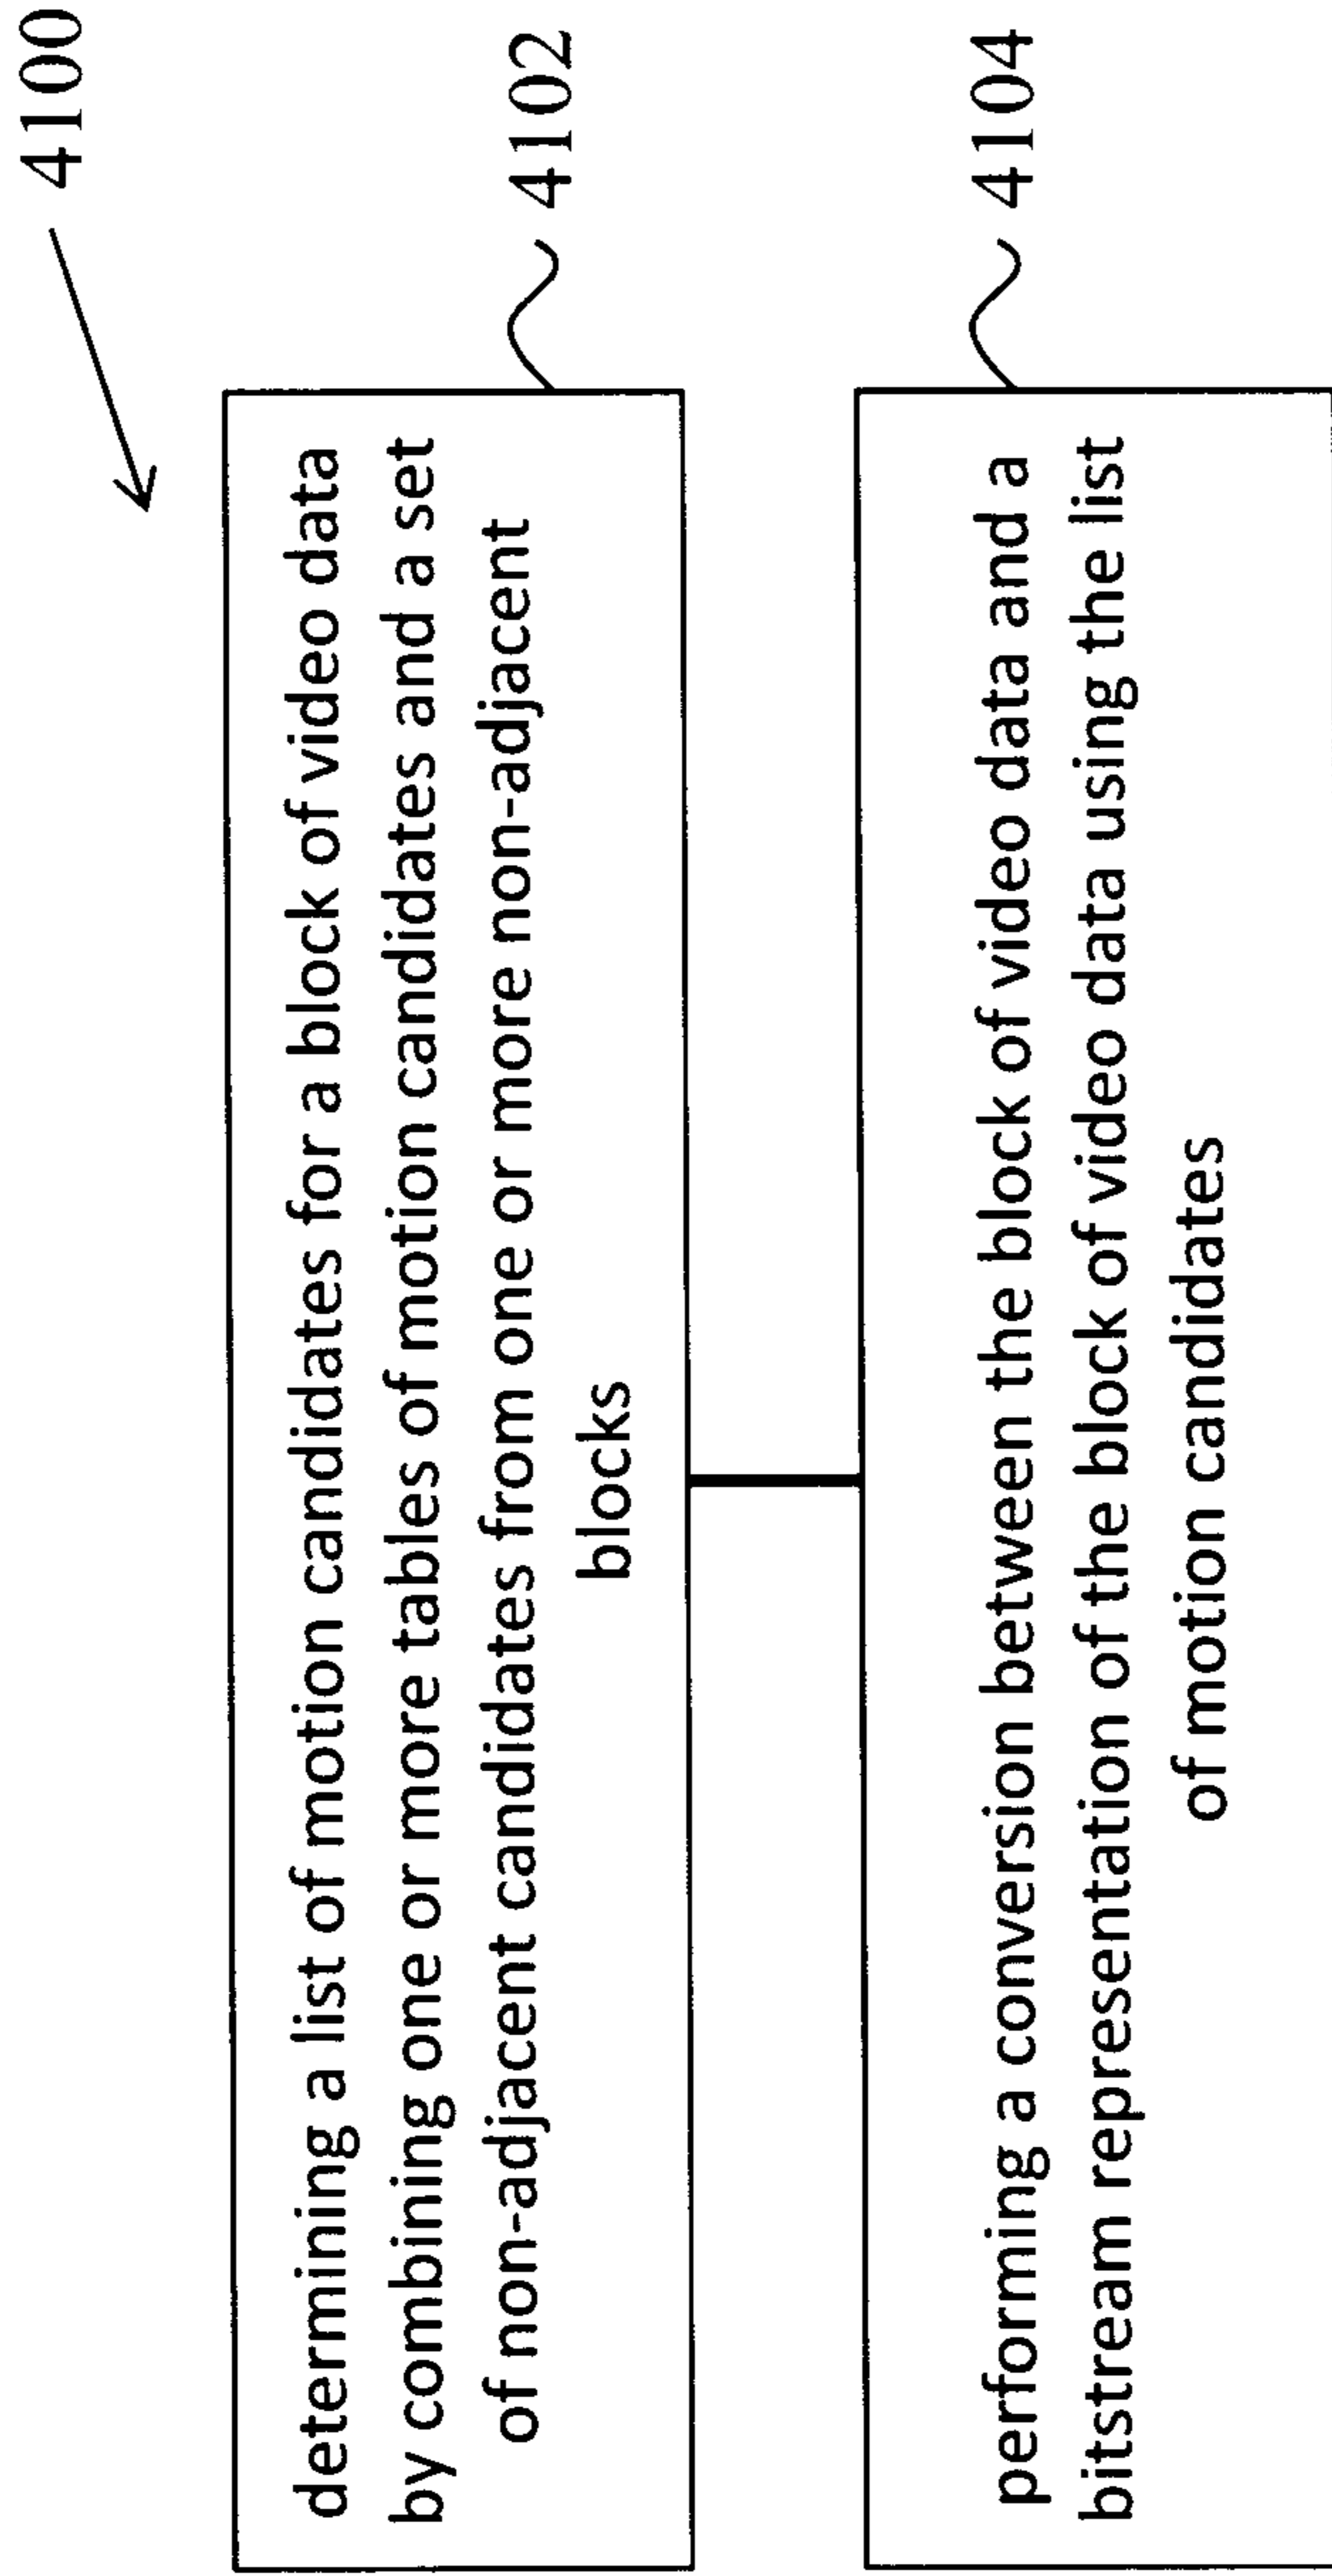 4100
determining a list of motion candidates for a block of video data
by combining one or more tables of motion candidates and a set
of non-adjacent candidates from one or more non-adjacent
blocks
4102
performing a conversion between the block of video data and a
bitstream representation of the block of video data using the list
of motion candidates
4104